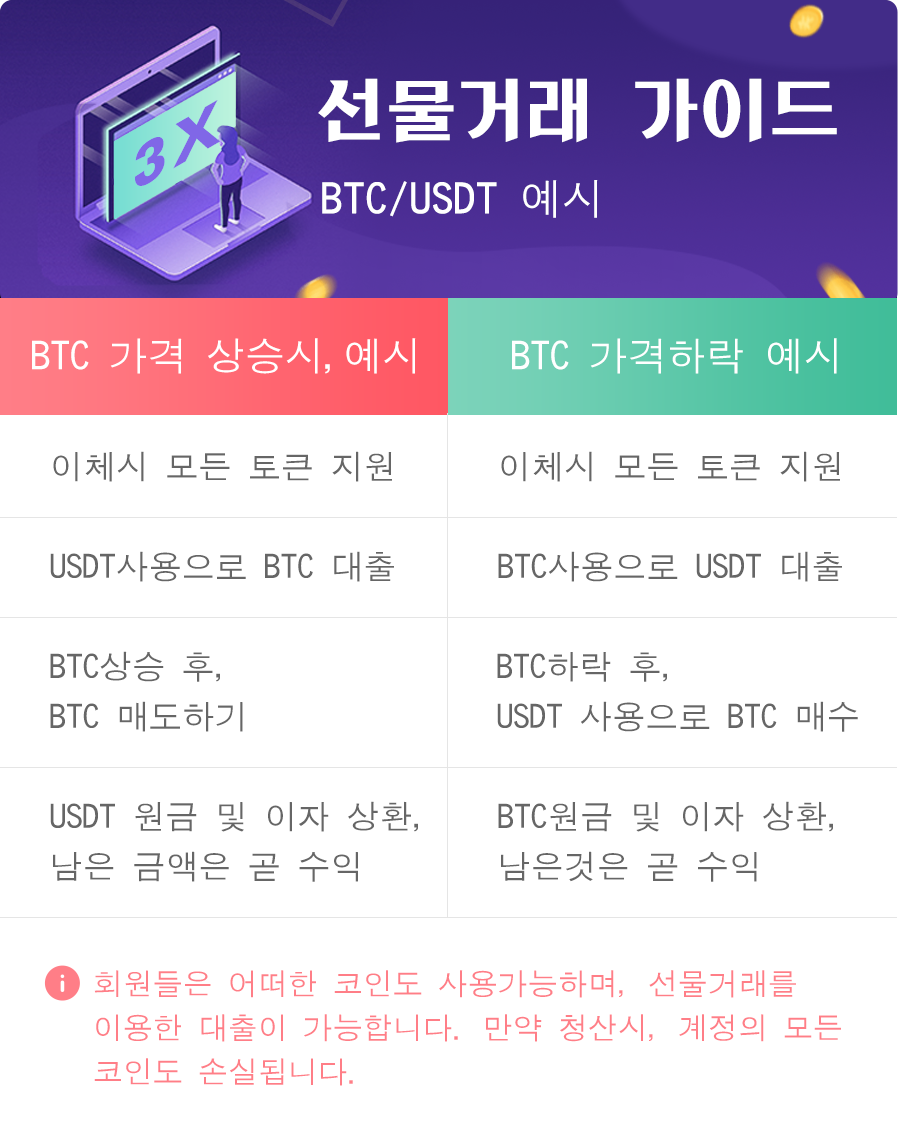 3X
선물거래 가이드
BTC/USDT 예시
BTC 가격 상승시, 예시
BTC 가격하락 예시
이체시 모든 토큰 지원
이체시 모든 토큰 지원
USDT사용으로 BTC 대출
BTC사용으로 USDT 대출
BTC상승 후,
BTC 매도하기
BTC하락 후,
USDT 사용으로 BTC 매수
USDT 원금 및 이자 상환,
남은 금액은 곧 수익
BTC원금 및 이자 상환,
남은것은 곧 수익
회원들은 어떠한 코인도 사용가능하며, 선물거래를
이용한 대출이 가능합니다. 만약 청산시, 계정의 모든
코인도 손실됩니다.